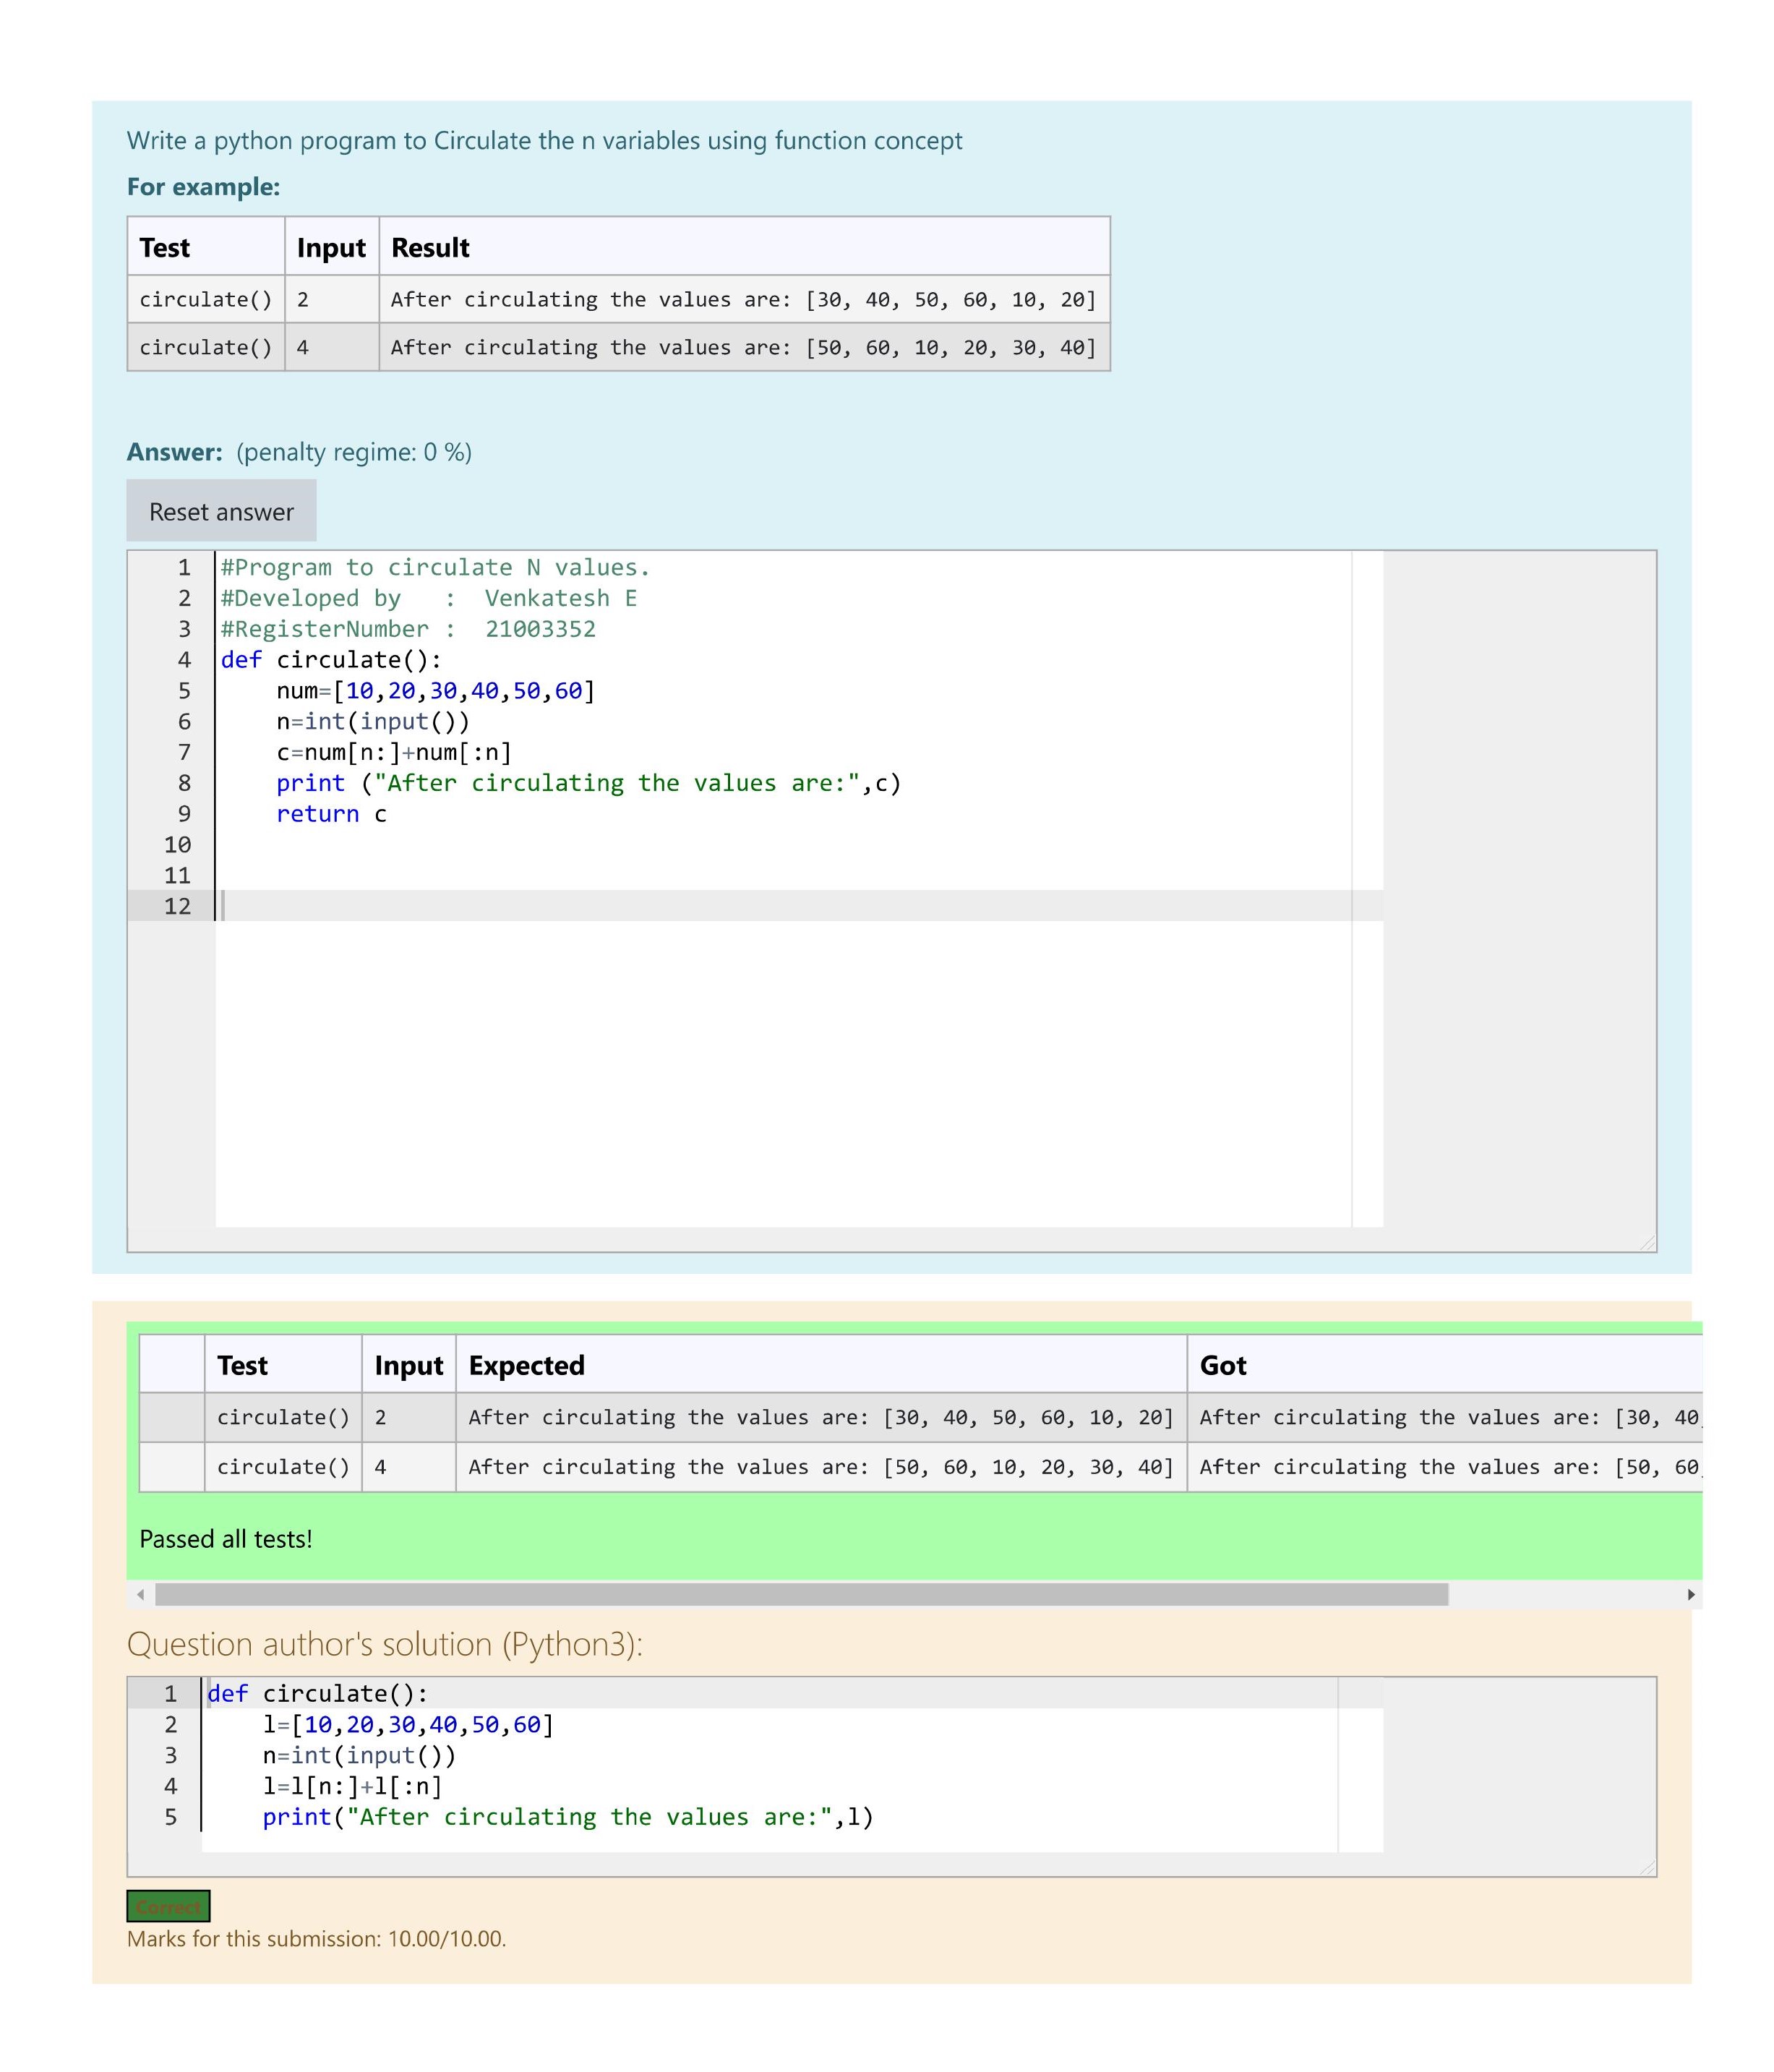 Write a python program to Circulate the n variables using function concept
For example:
Test Input Result
circulate() 2 After circulating the values are: [30, 40, 50, 60, 10, 20]
circulate() 4 After circulating the values are: [50, 60, 10, 20, 30, 40]
Answer: (penalty regime: 0 %)
Reset answer
1 #Program to circulate N values.
2 #Developed by   :  Venkatesh E
3 #RegisterNumber :  21003352
4 def circulate():
5     num=[10,20,30,40,50,60]
6     n=int(input())
7     c=num[n:]+num[:n]
8     print ("After circulating the values are:",c)
9     return c
10
11
12
Test Input Expected Got
circulate() 2 After circulating the values are: [30, 40, 50, 60, 10, 20] After circulating the values are: [30, 40,
circulate() 4 After circulating the values are: [50, 60, 10, 20, 30, 40] After circulating the values are: [50, 60,
Passed all tests!
Question author's solution (Python3):
1 def circulate():
2     l=[10,20,30,40,50,60]
3     n=int(input())
4     l=l[n:]+l[:n]
5     print("After circulating the values are:",l)
Correct
Marks for this submission: 10.00/10.00.